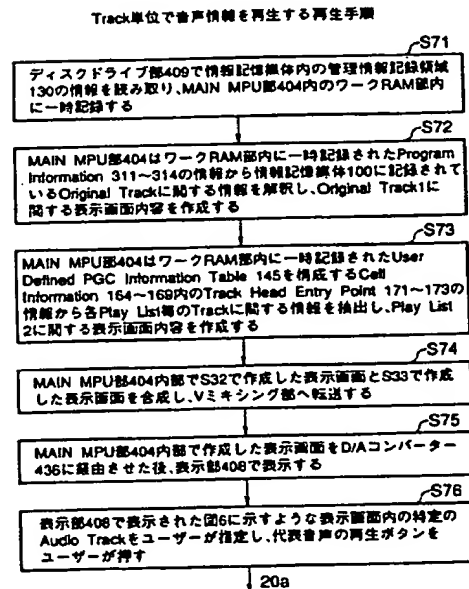 Track単位で音声情報を再生する再生手順
S71
ディスクドライブ部409で情報記憶媒体内の管理情報記録領域
130の情報を読み取り、MAIN MPU部404内のワークRAM部内
に一時記録する
S72
MAIN MPU部404はワークRAM部内に一時記録されたProgram
Information 311〜314の情報から情報記憶媒体100に記録されて
いるOriginal Trackに関する情報を解釈し、Original Track1に
関する表示画面内容を作成する
S73
MAIN MPU部404はワークRAM部内に一時記録されたUser
Defined PGC Information Table 145を構成するCell
Information 164〜169内のTrack Head Entry Point 171〜173の
情報から各Play List毎のTrackに関する情報を抽出し、Play List
2に関する表示画面内容を作成する
S74
MAIN MPU部404内部でS32で作成した表示画面とS33で作
成した表示画面を合成し、Vミキシング部へ転送する
S75
MAIN MPU部404内部で作成した表示画面をD/Aコンバーター
436に経由させた後、表示部408で表示する
S76
表示部408で表示された図6に示すような表示画面内の特定の
Audio Trackをユーザーが指定し、代表音声の再生ボタンを
ユーザーが押す
20a